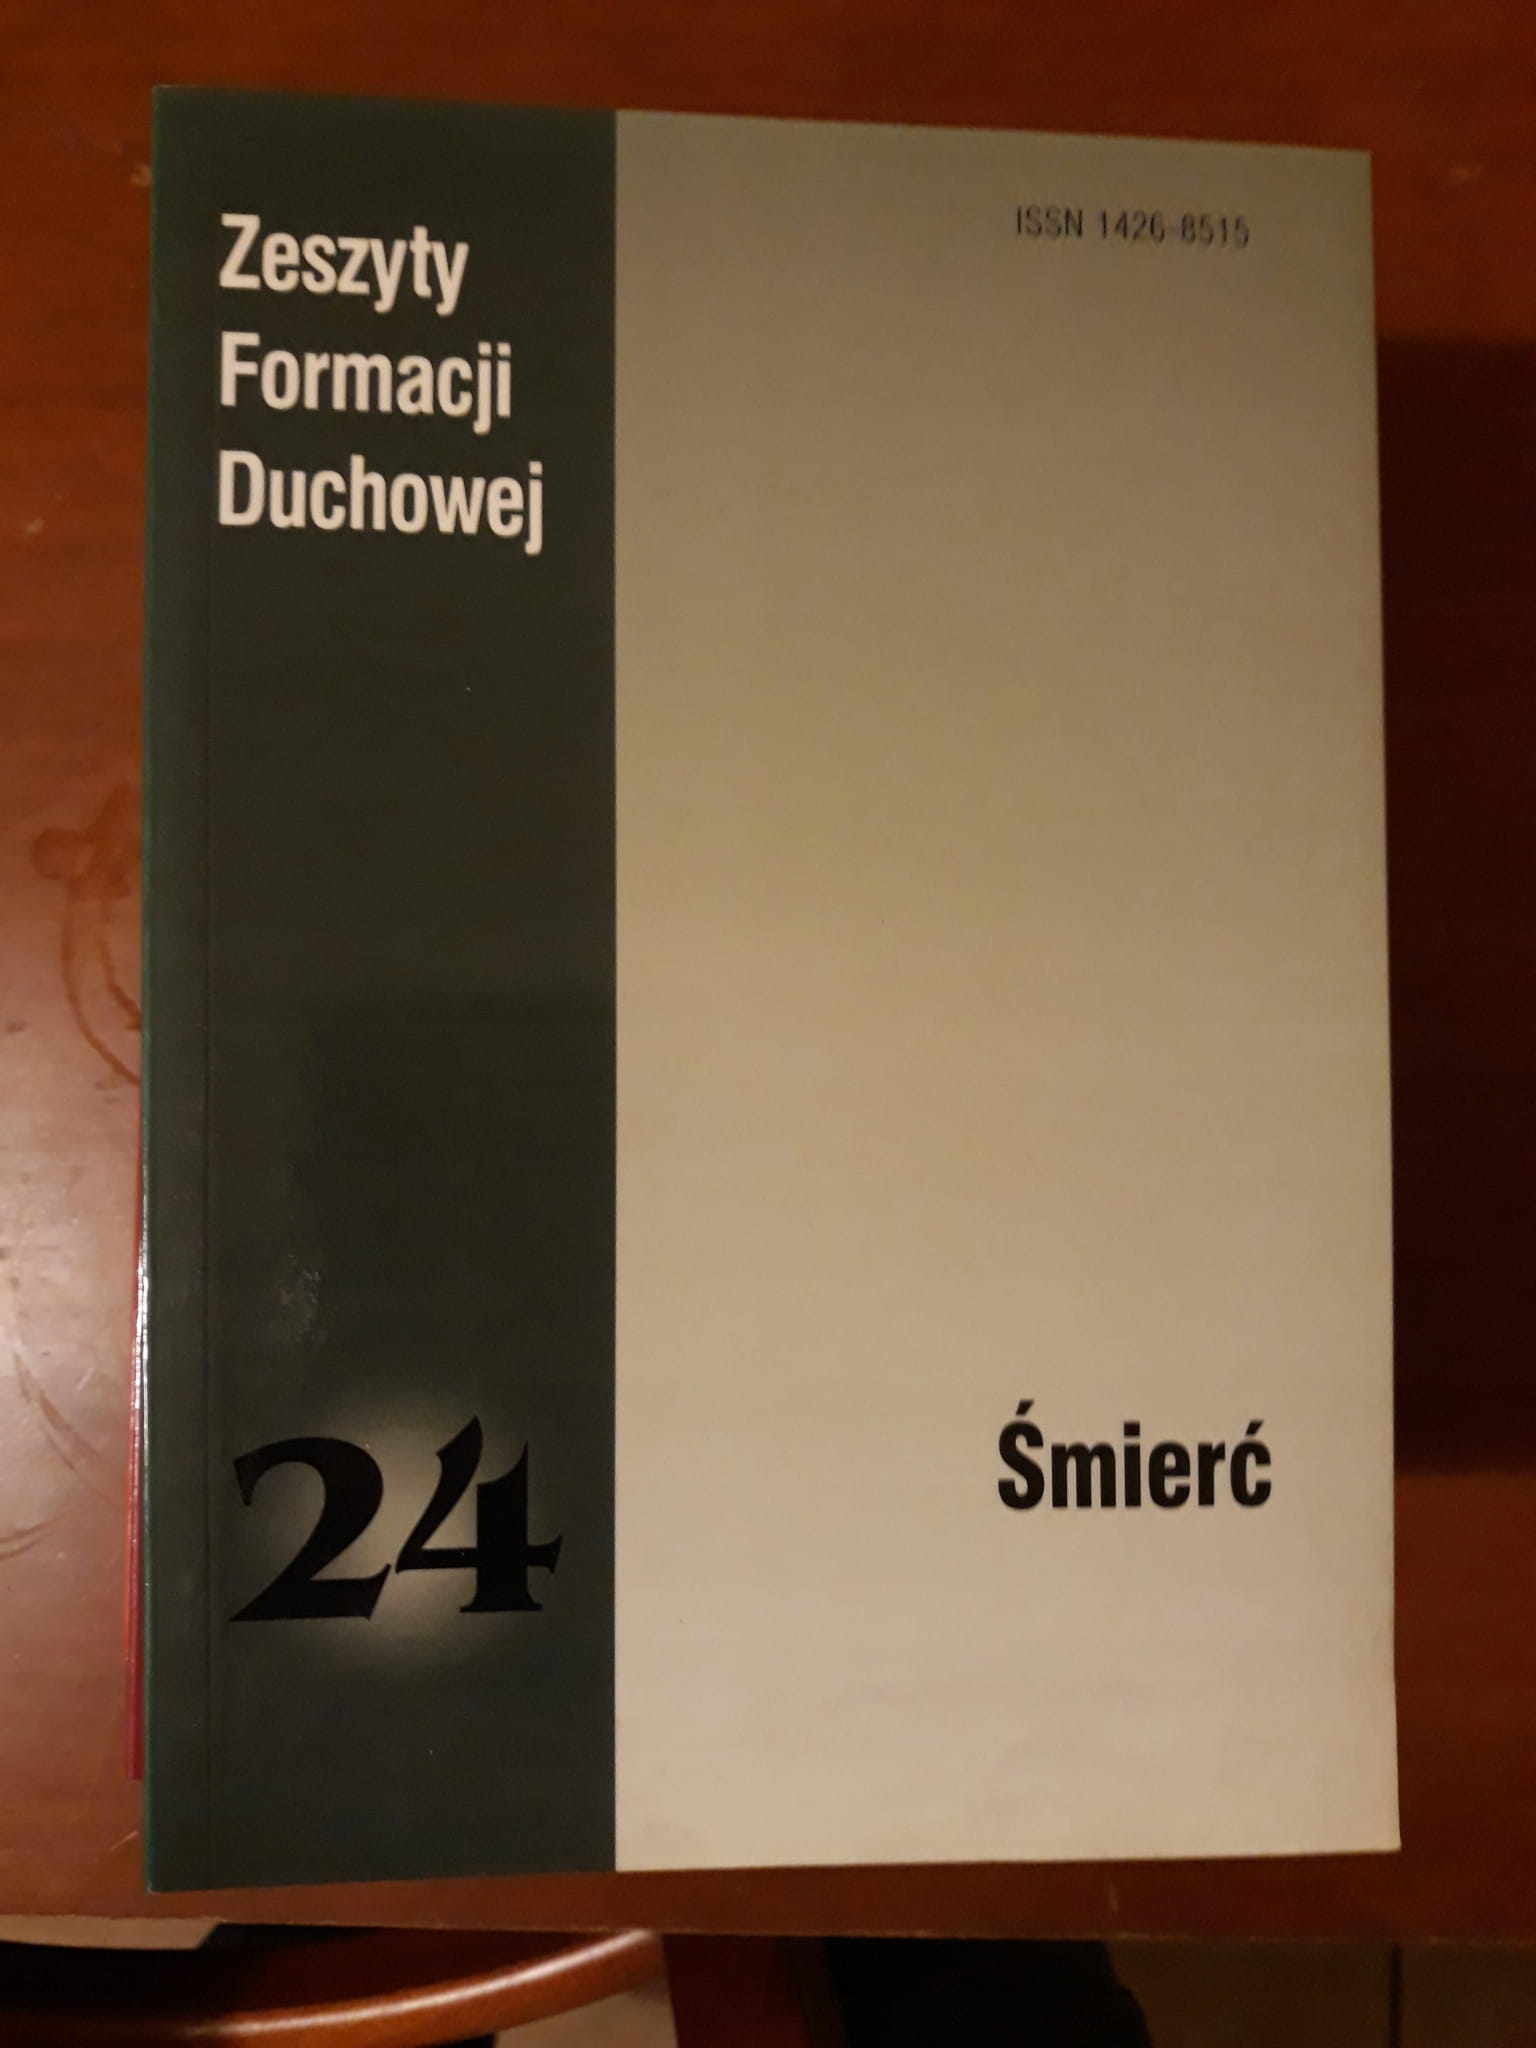 Zeszyty
Formacji
Duchowej
ISSN 1426-8515
24
Śmierć